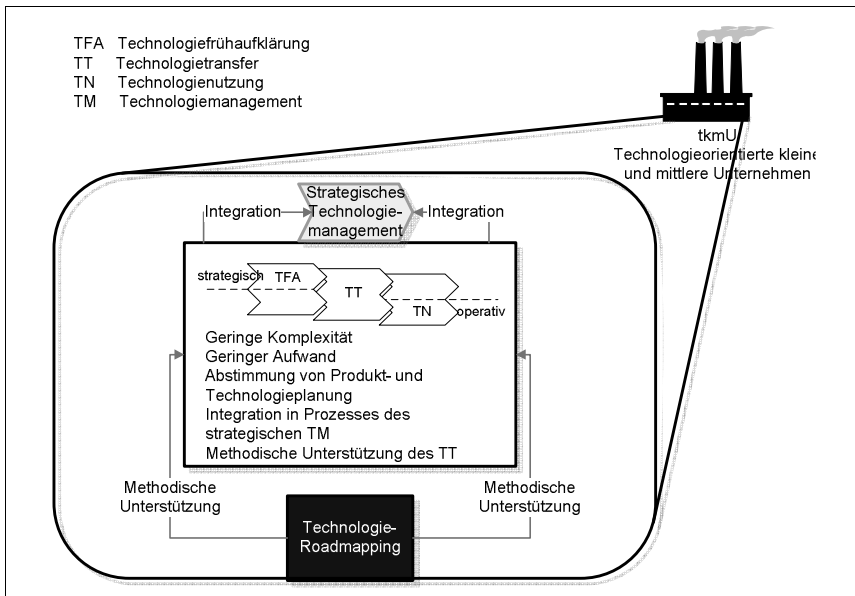 TFA Technologiefrühaufklärung
TT Technologietransfer
TN Technologienutzung
TM Technologiemanagement
tkmU
Technologieorientierte kleine
und mittlere Unternehmen
Strategisches
Technologie-
management
Integration
Integration
strategisch
TFA
TT
TN
operativ
Geringe Komplexität
Geringer Aufwand
Abstimmung von Produkt- und
Technologieplanung
Integration in Prozesses des
strategischen TM
Methodische Unterstützung des TT
Methodische
Unterstützung
Methodische
Unterstützung
Technologie-
Roadmapping